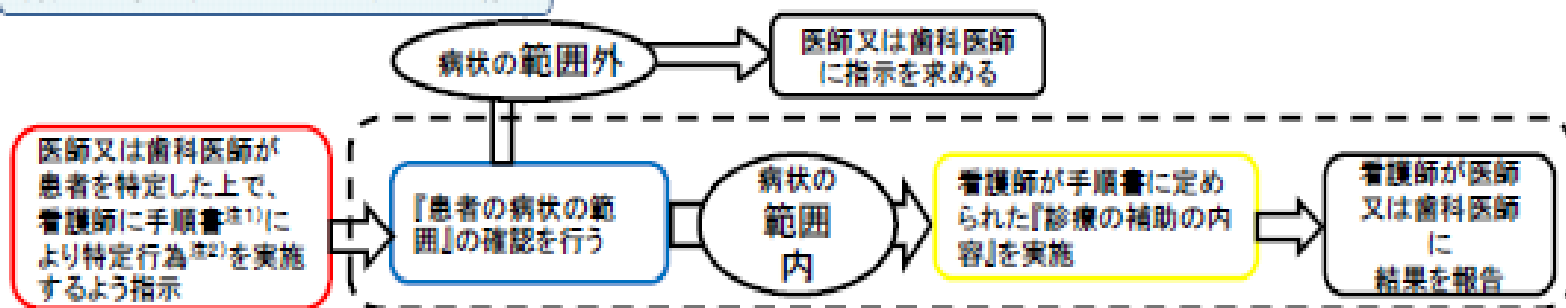 病状の範囲外
医師又は歯科医師
に指示を求める
医師又は歯科医師が
患者を特定した上で、
看護師に手順書注1)に
より特定行為注2)を実施
するよう指示
『患者の病状の範
囲』の確認を行う
病状の
範囲
内
看護師が手順書に定め
られた『診療の補助の内
容』を実施
看護師が医師
又は歯科医師
に
結果を報告